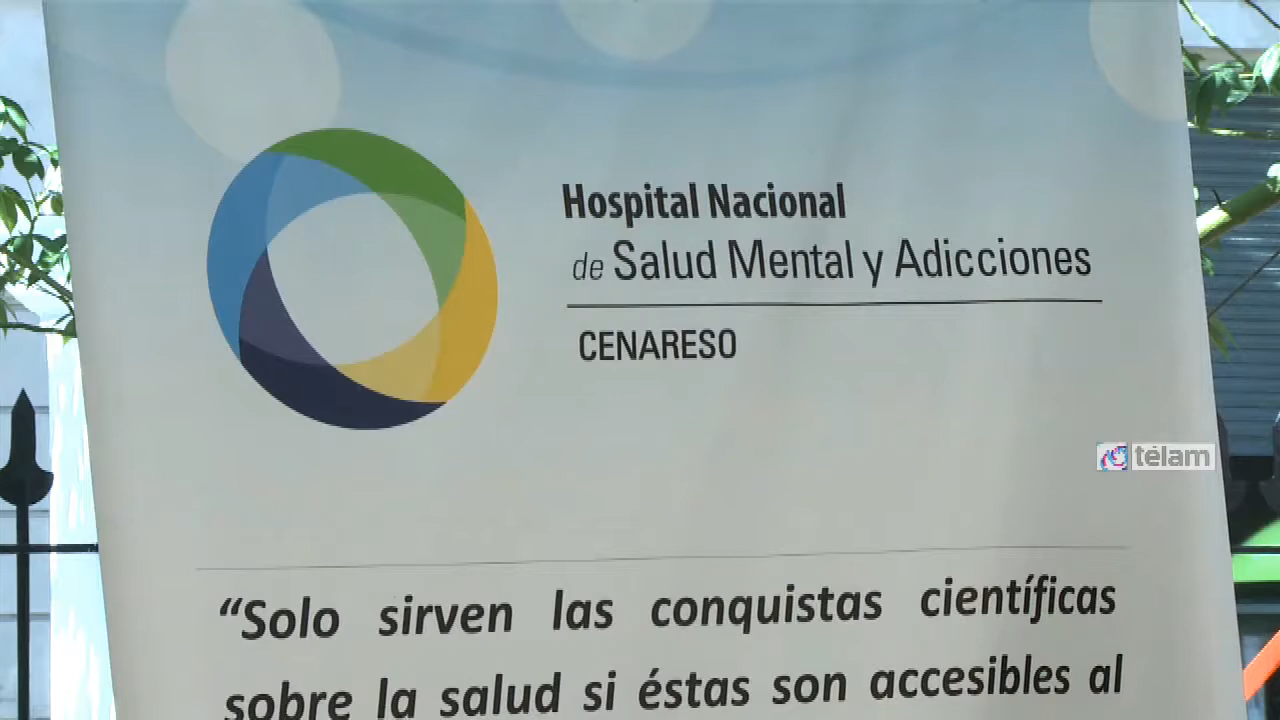 Hospital Nacional
de Salud Mental y Adicciones
CENARESO
télam
“Solo sirven las conquistas científicas
sobre la salud si éstas son accesibles al